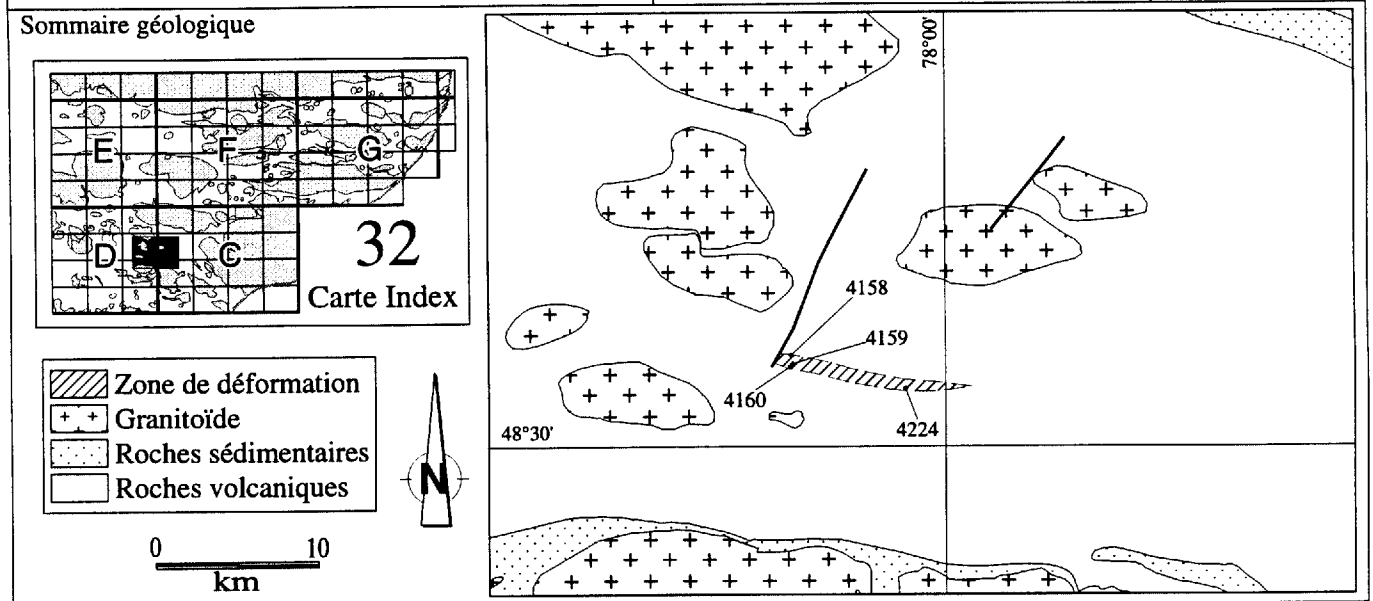 Sommaire géologique
E
F
G
D
C
32
Carte Index
Zone de déformation
Granitoïde
Roches sédimentaires
Roches volcaniques
N
0 10
km
78°00'
4158
4159
4160
4224
48°30'